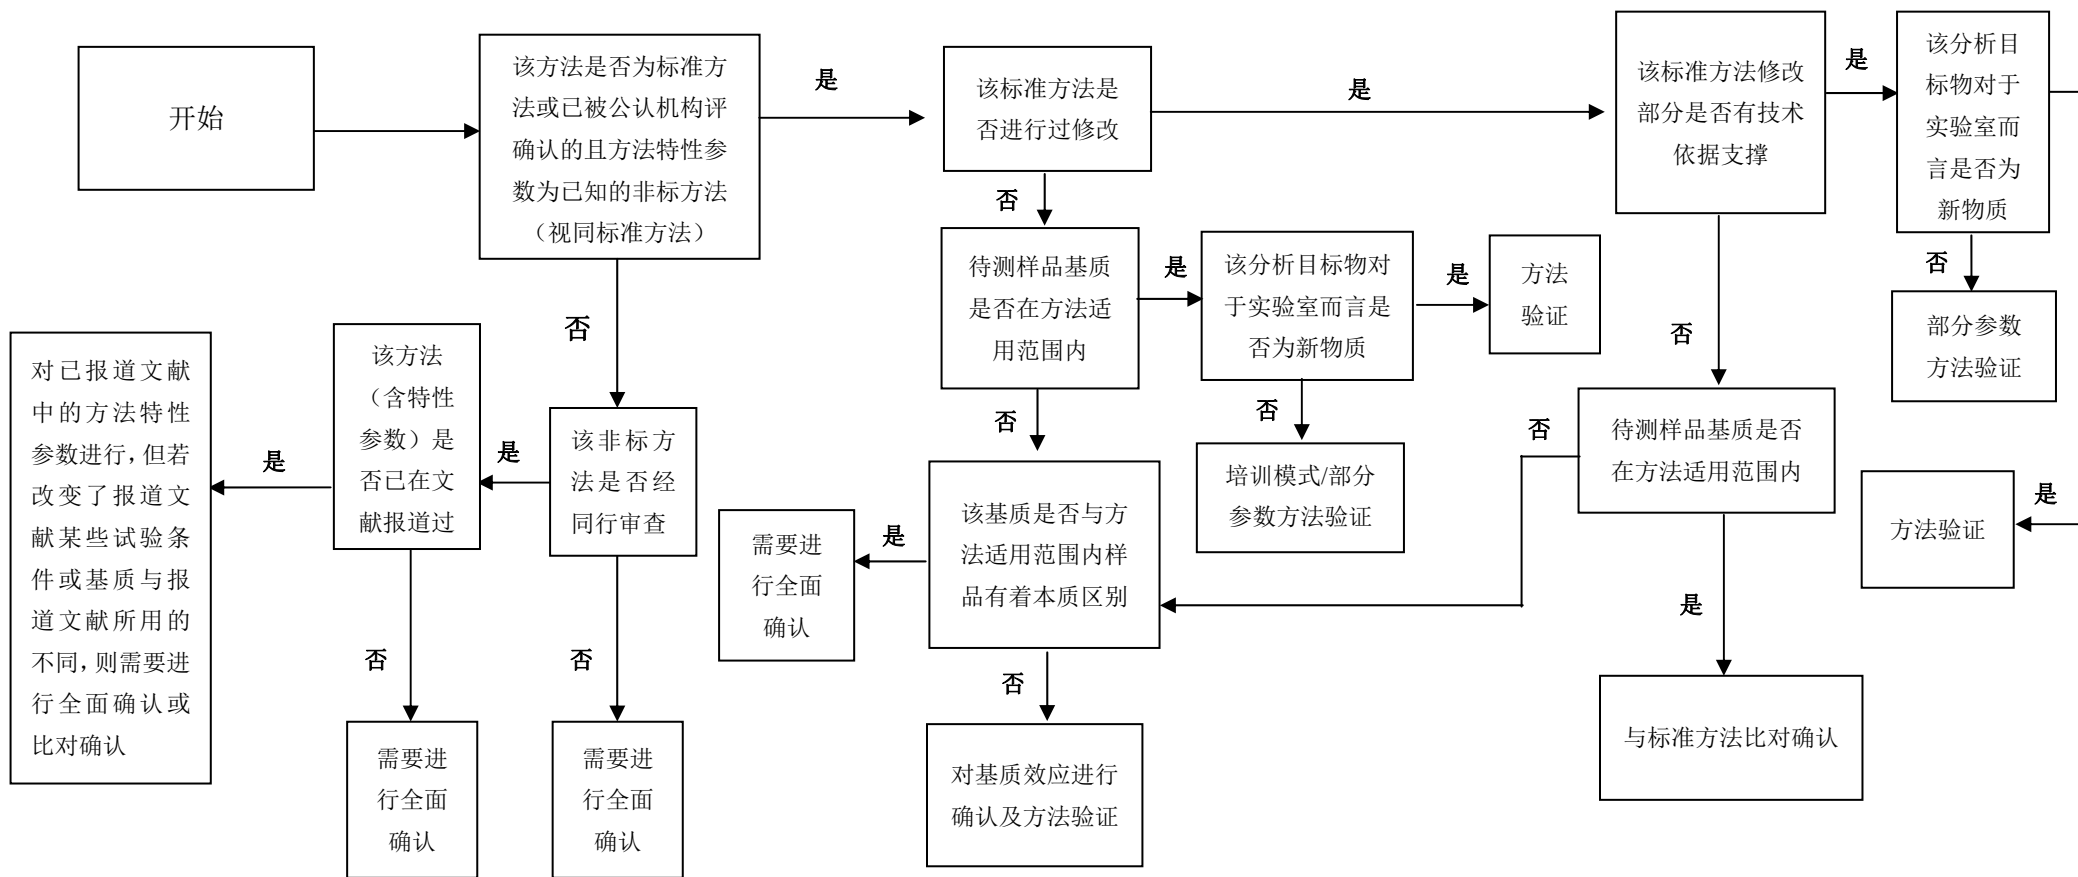 开始
该方法是否为标准方
法或已被公认机构评
确认的且方法特性参
数为已知的非标方法
（视同标准方法）
是
该标准方法是
否进行过修改
是
该标准方法修改
部分是否有技术
依据支撑
是
该分析目
标物对于
实验室而
言是否为
新物质
否
待测样品基质
是否在方法适
用范围内
是
该分析目标物对
于实验室而言是
否为新物质
是
方法
验证
否
部分参数
方法验证
否
否
待测样品基质是否
在方法适用范围内
否
是
方法验证
否
培训模式/部分
参数方法验证
否
该基质是否与方
法适用范围内样
品有着本质区别
是
需要进
行全面
确认
是
与标准方法比对确认
否
对基质效应进行
确认及方法验证
该非标方
法是否经
同行审查
是
该方法
（含特性
参数）是
否已在文
献报道过
是
对已报道文献
中的方法特性
参数进行，但若
改变了报道文
献某些试验条
件或基质与报
道文献所用的
不同，则需要进
行全面确认或
比对确认
否
需要进
行全面
确认
否
需要进
行全面
确认